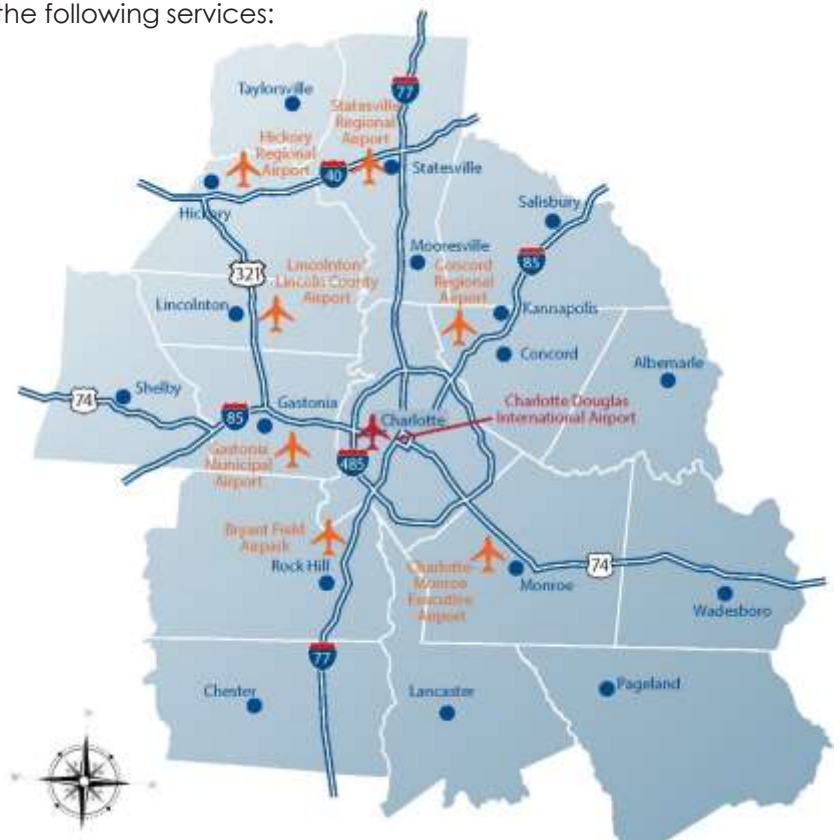 the following services:
77
Taylorsville
Statesville
Regional
Airport
Hickory
Regional
Airport
40
Statesville
Hickory
Salisbury
Mooresville
85
321
Lincolnton/
Lincoln County
Airport
Concord
Regional
Airport
Lincolnton
Kannapolis
Concord
Albemarle
Shelby
74
85
Gastonia
Charlotte
Charlotte Douglas
International Airport
Gastonia
Municipal
Airport
485
Bryant Field
Airpark
Rock Hill
Charlotte-
Monroe
Executive
Airport
Monroe
74
Wadesboro
77
Chester
Lancaster
Pageland